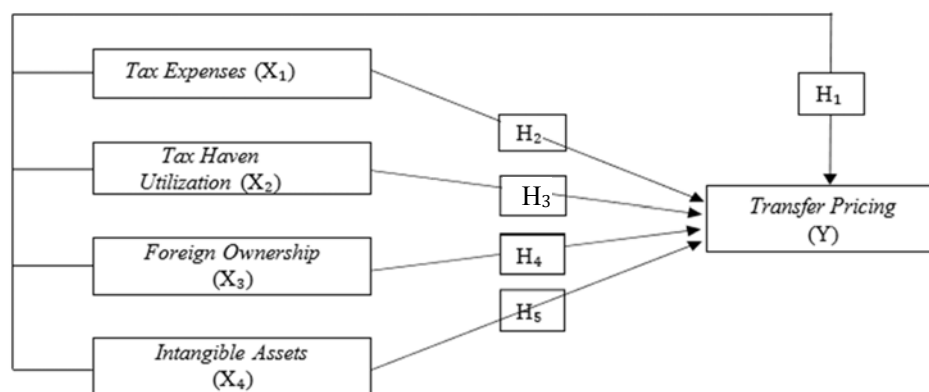 Tax Expenses (X₁)
H₁
H₂
Tax Haven
Utilization (X₂)
H₃
Transfer Pricing
(Y)
Foreign Ownership
(X₃)
H₄
H₅
Intangible Assets
(X₄)